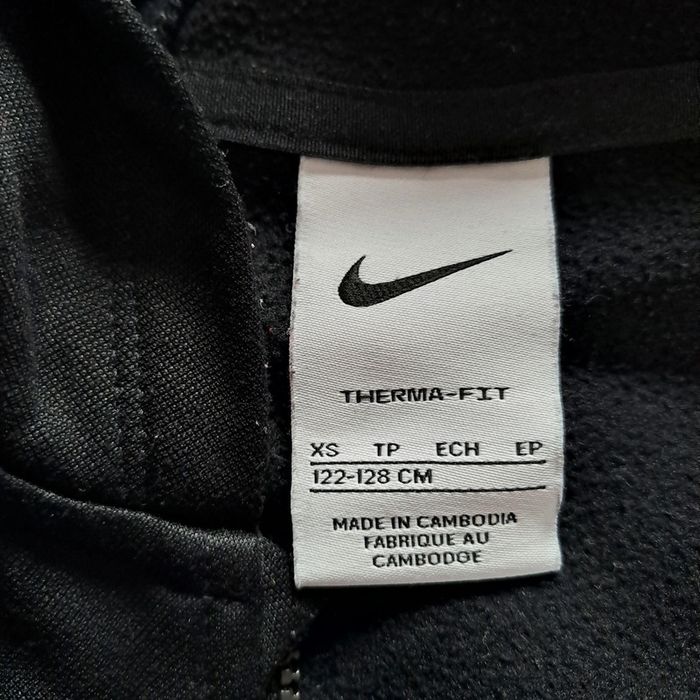 THERMA-FIT
XS TP ECH EP
122-128 CM
MADE IN CAMBODIA
FABRIQUE AU
CAMBODGE